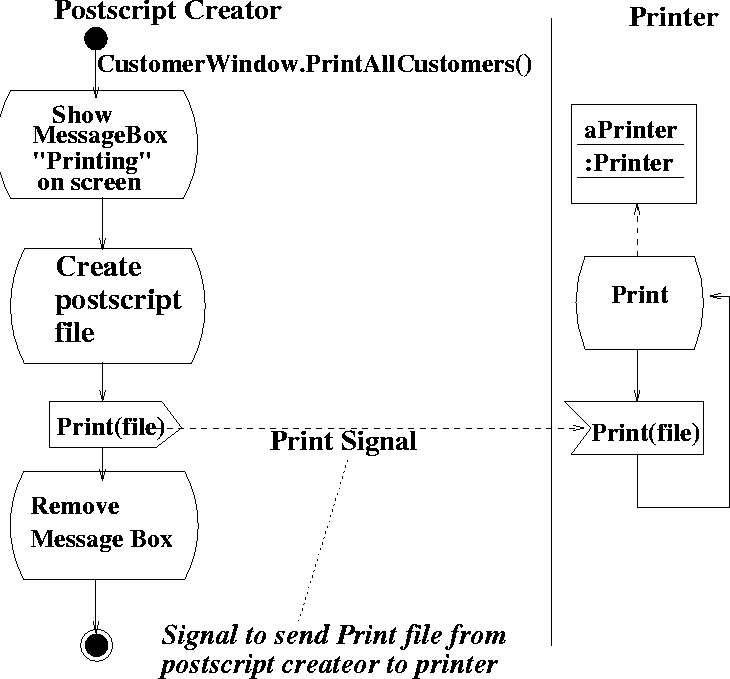 Postscript Creator
Printer
CustomerWindow.PrintAllCustomers()
Show
MessageBox
"Printing"
on screen
aPrinter
:Printer
Create
postscript
file
Print
Print(file)
Print Signal
Print(file)
Remove
Message Box
Signal to send Print file from
postscript createor to printer